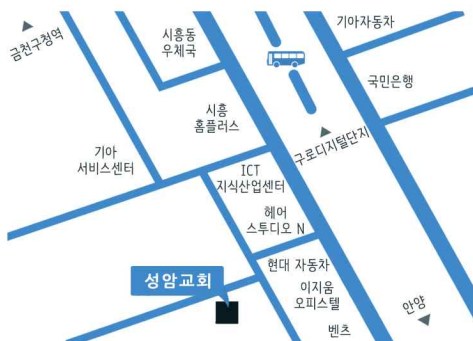 금천구청역
시흥동
우체국
기아자동차
국민은행
시흥
홈플러스
구로디지털단지
기아
서비스센터
ICT
지식산업센터
헤어
스투디오 N
현대 자동차
성암교회
이지움
오피스텔
안양
벤츠